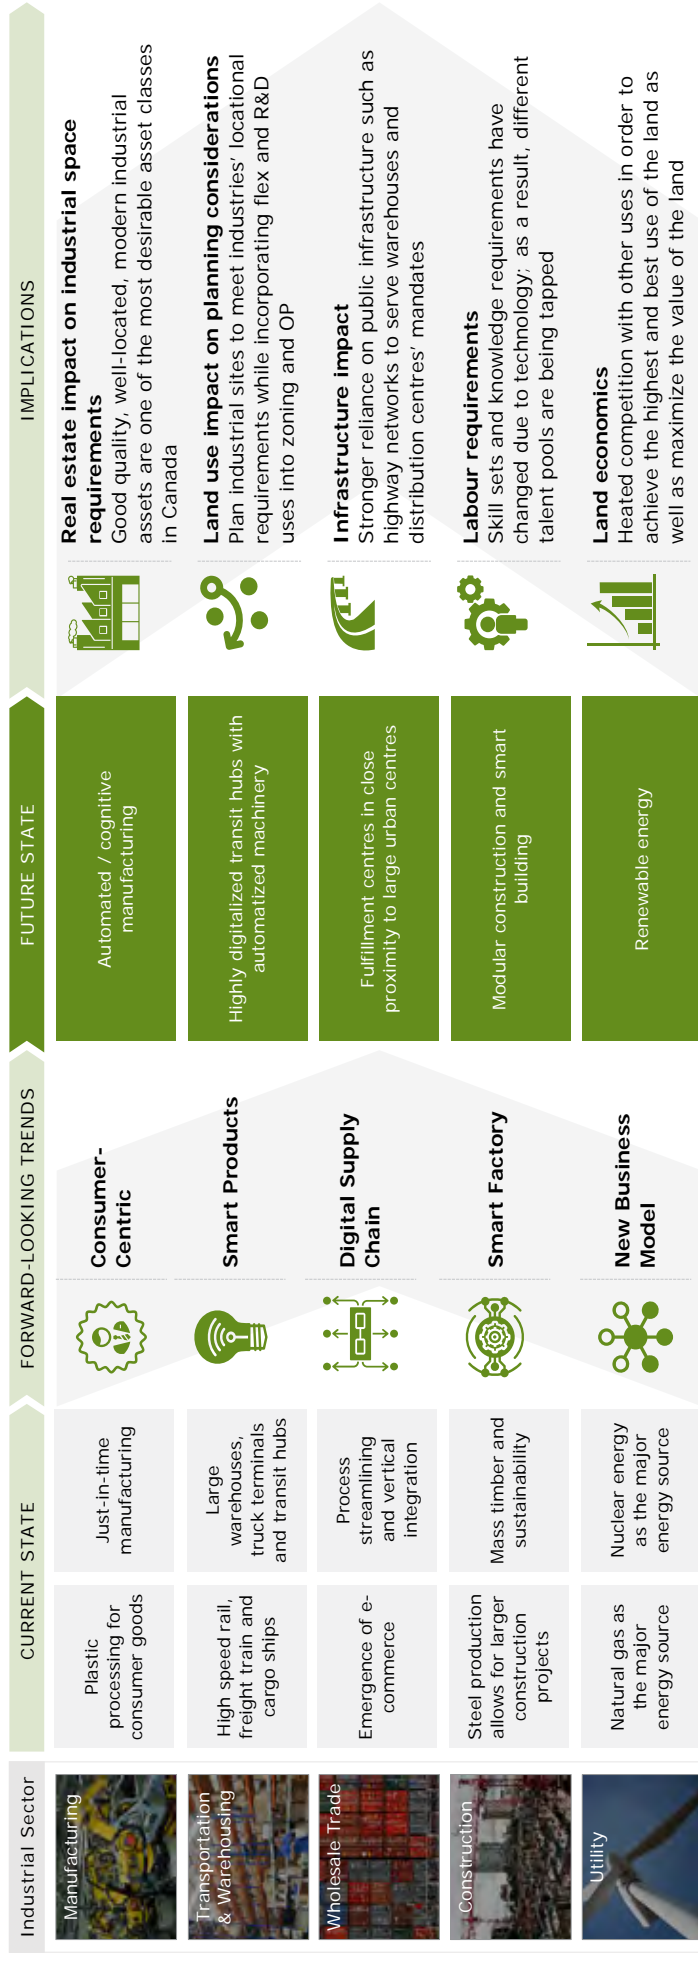 Industrial Sector
CURRENT STATE
FORWARD-LOOKING TRENDS
FUTURE STATE
IMPLICATIONS
Manufacturing
Plastic
processing for
consumer goods
Just-in-time
manufacturing
Consumer-
Centric
Automated / cognitive
manufacturing
Real estate impact on industrial space
requirements
Good quality, well-located, modern industrial
assets are one of the most desirable asset classes
in Canada
Transportation
& Warehousing
High speed rail,
freight train and
cargo ships
Large
warehouses,
truck terminals
and transit hubs
Smart Products
Highly digitalized transit hubs with
automatized machinery
Land use impact on planning considerations
Plan industrial sites to meet industries' locational
requirements while incorporating flex and R&D
uses into zoning and OP
Wholesale Trade
Emergence of e-
commerce
Process
streamlining
and vertical
integration
Digital Supply
Chain
Fulfillment centres in close
proximity to large urban centres
Infrastructure impact
Stronger reliance on public infrastructure such as
highway networks to serve warehouses and
distribution centres' mandates
Construction
Steel production
allows for larger
construction
projects
Mass timber and
sustainability
Smart Factory
Modular construction and smart
building
Labour requirements
Skill sets and knowledge requirements have
changed due to technology; as a result, different
talent pools are being tapped
Utility
Natural gas as
the major
energy source
Nuclear energy
as the major
energy source
New Business
Model
Renewable energy
Land economics
Heated competition with other uses in order to
achieve the highest and best use of the land as
well as maximize the value of the land